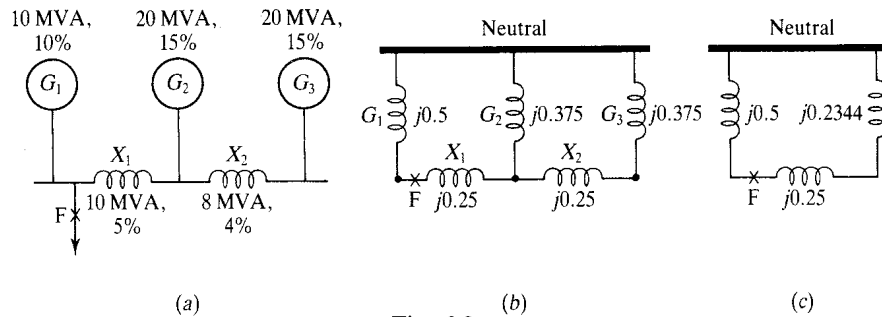 10 MVA,
10%
20 MVA,
15%
20 MVA,
15%
G₁
G₂
G₃
X₁
X₂
F
10 MVA,
5%
8 MVA,
4%
(a)
Neutral
G₁
j0.5
G₂
j0.375
G₃
j0.375
X₁
X₂
F
j0.25
j0.25
(b)
Neutral
j0.5
j0.2344
F
j0.25
(c)